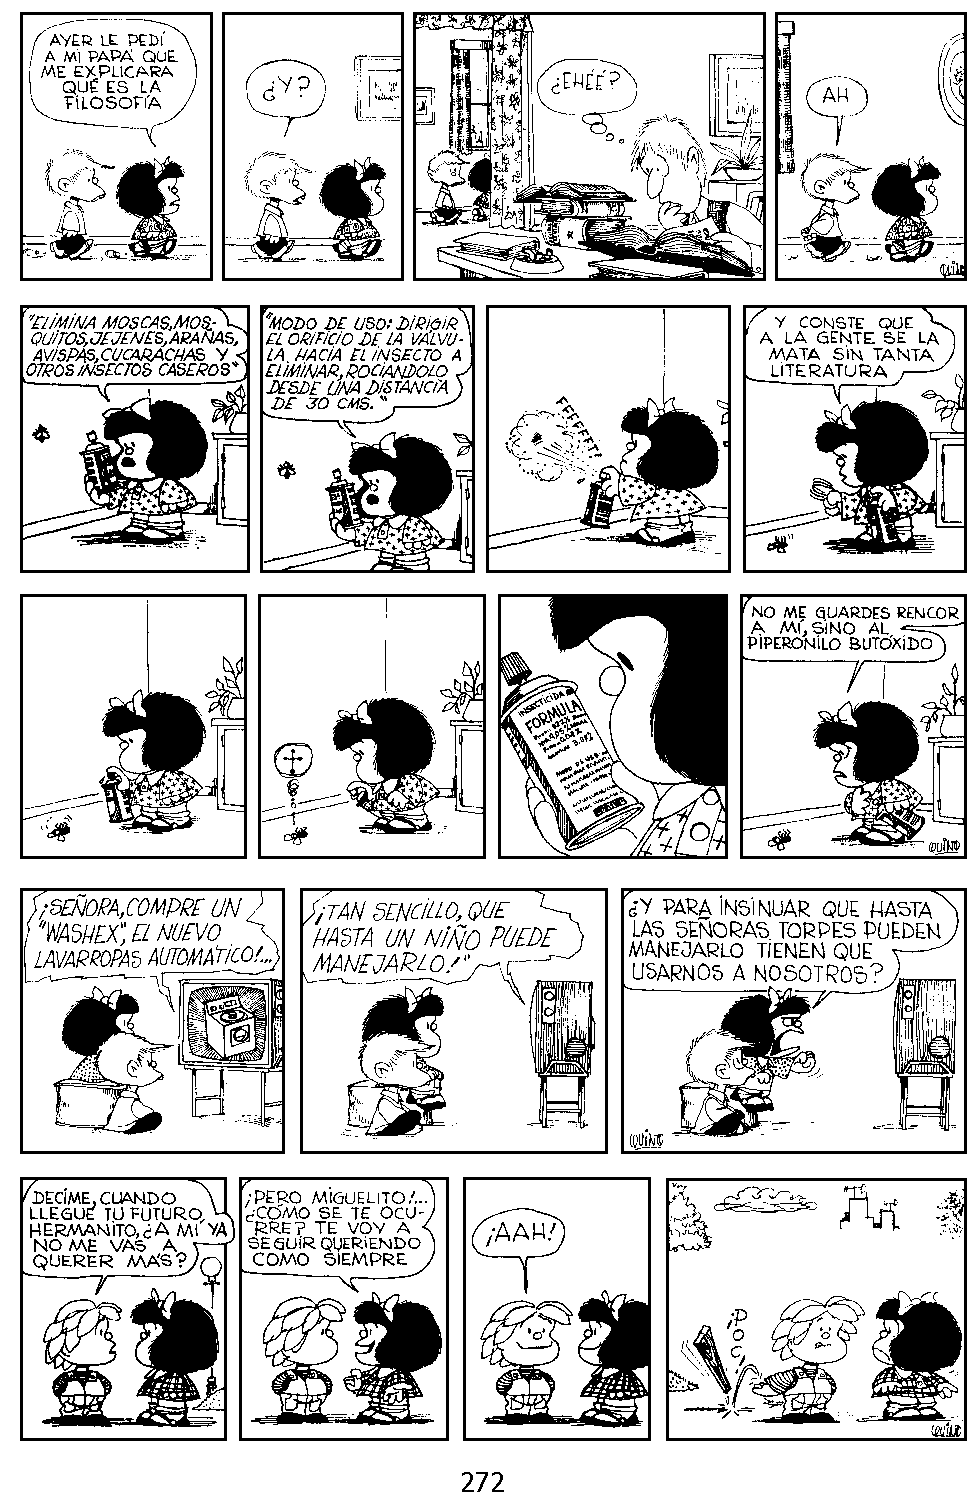 AYER LE PEDÍ
A MI PAPÁ QUE
ME EXPLICARA
QUÉ ES LA
FILOSOFÍA
¿Y?
¿EHÉÉ?
AH
QUINO
"ELIMINA MOSCAS, MOS-
QUITOS, JEJENES, ARAÑAS,
AVISPAS, CUCARACHAS Y
OTROS INSECTOS CASEROS"
"MODO DE USO: DIRIGIR
EL ORIFICIO DE LA VÁLVU-
LA HACIA EL INSECTO A
ELIMINAR, ROCIÁNDOLO
DESDE UNA DISTANCIA
DE 30 CMS."
FFFFFFT!
Y CONSTE QUE
A LA GENTE SE LA
MATA SIN TANTA
LITERATURA
INSECTICIDA
FORMULA
NO ME GUARDES RENCOR
A MÍ, SINO AL
PIPERONILO BUTÓXIDO
QUINO
¡SEÑORA, COMPRE UN
"WASHEX", EL NUEVO
LAVARROPAS AUTOMÁTICO!...
¡TAN SENCILLO, QUE
HASTA UN NIÑO PUEDE
MANEJARLO!"
¿Y PARA INSINUAR QUE HASTA
LAS SEÑORAS TORPES PUEDEN
MANEJARLO TIENEN QUE
USARNOS A NOSOTROS?
QUINO
DECIME, CUANDO
LLEGUE TU FUTURO
HERMANITO, ¿A MÍ YA
NO ME VAS A
QUERER MÁS?
¡PERO MIGUELITO!...
¿CÓMO SE TE OCU-
RRE? TE VOY A
SEGUIR QUERIENDO
COMO SIEMPRE
¡AAH!
¡POC!
QUINO
272